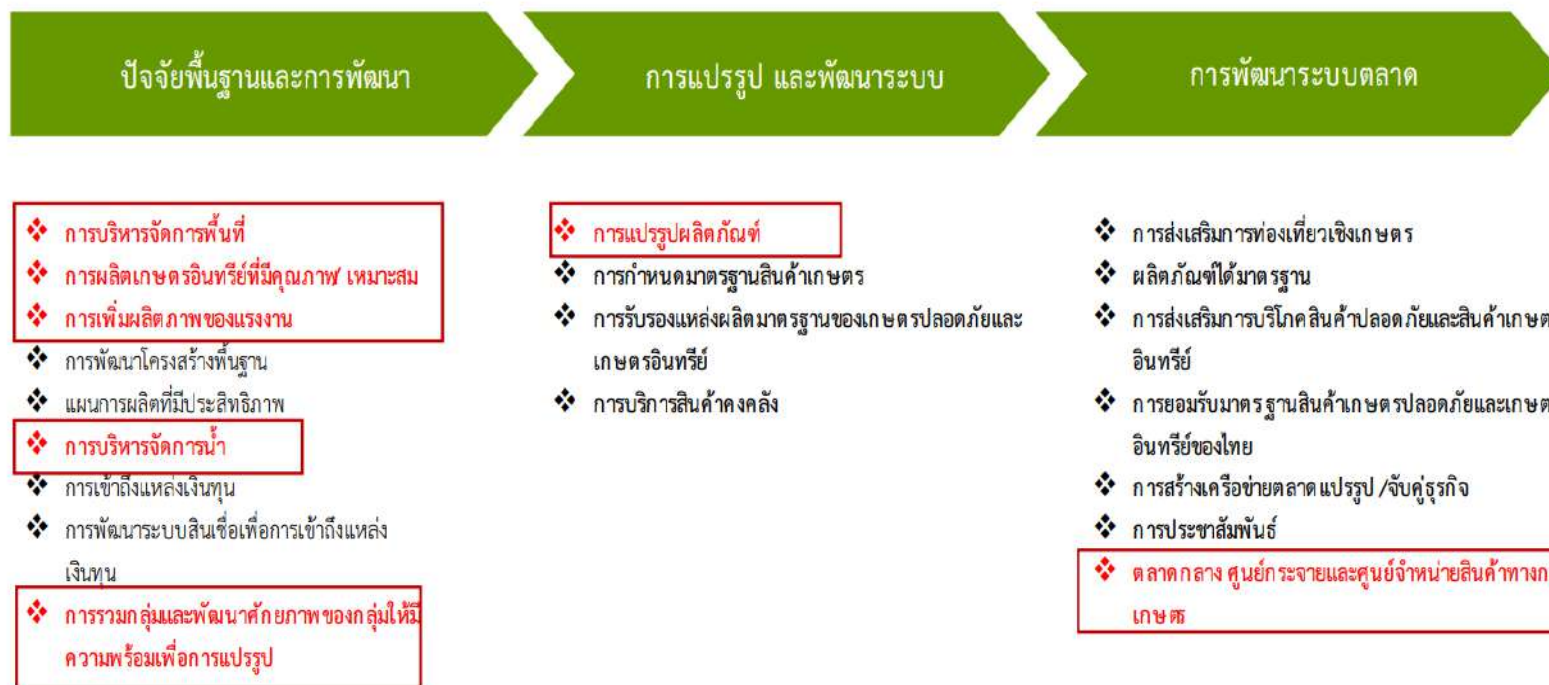 ปัจจัยพื้นฐานและการพัฒนา
การแปรรูป และพัฒนาระบบ
การพัฒนาระบบตลาด
❖ การบริหารจัดการพื้นที่
❖ การผลิตเกษตรอินทรีย์ที่มีคุณภาพ/ เหมาะสม
❖ การเพิ่มผลิตภาพของแรงงาน
❖ การพัฒนาโครงสร้างพื้นฐาน
❖ แผนการผลิตที่มีประสิทธิภาพ
❖ การบริหารจัดการน้ำ
❖ การเข้าถึงแหล่งเงินทุน
❖ การพัฒนาระบบสินเชื่อเพื่อการเข้าถึงแหล่ง
เงินทุน
❖ การรวมกลุ่มและพัฒนาศักยภาพของกลุ่มให้มี
ความพร้อมเพื่อการแปรรูป
❖ การแปรรูปผลิตภัณฑ์
❖ การกำหนดมาตรฐานสินค้าเกษตร
❖ การรับรองแหล่งผลิตมาตรฐานของเกษตรปลอดภัยและ
เกษตรอินทรีย์
❖ การบริการสินค้าคงคลัง
❖ การส่งเสริมการท่องเที่ยวเชิงเกษตร
❖ ผลิตภัณฑ์ได้มาตรฐาน
❖ การส่งเสริมการบริโภคสินค้าปลอดภัยและสินค้าเกษต
อินทรีย์
❖ การยอมรับมาตรฐานสินค้าเกษตรปลอดภัยและเกษต
อินทรีย์ของไทย
❖ การสร้างเครือข่ายตลาดแปรรูป /จับคู่ธุรกิจ
❖ การประชาสัมพันธ์
❖ ตลาดกลาง ศูนย์กระจายและศูนย์จำหน่ายสินค้าทางก
เกษตร